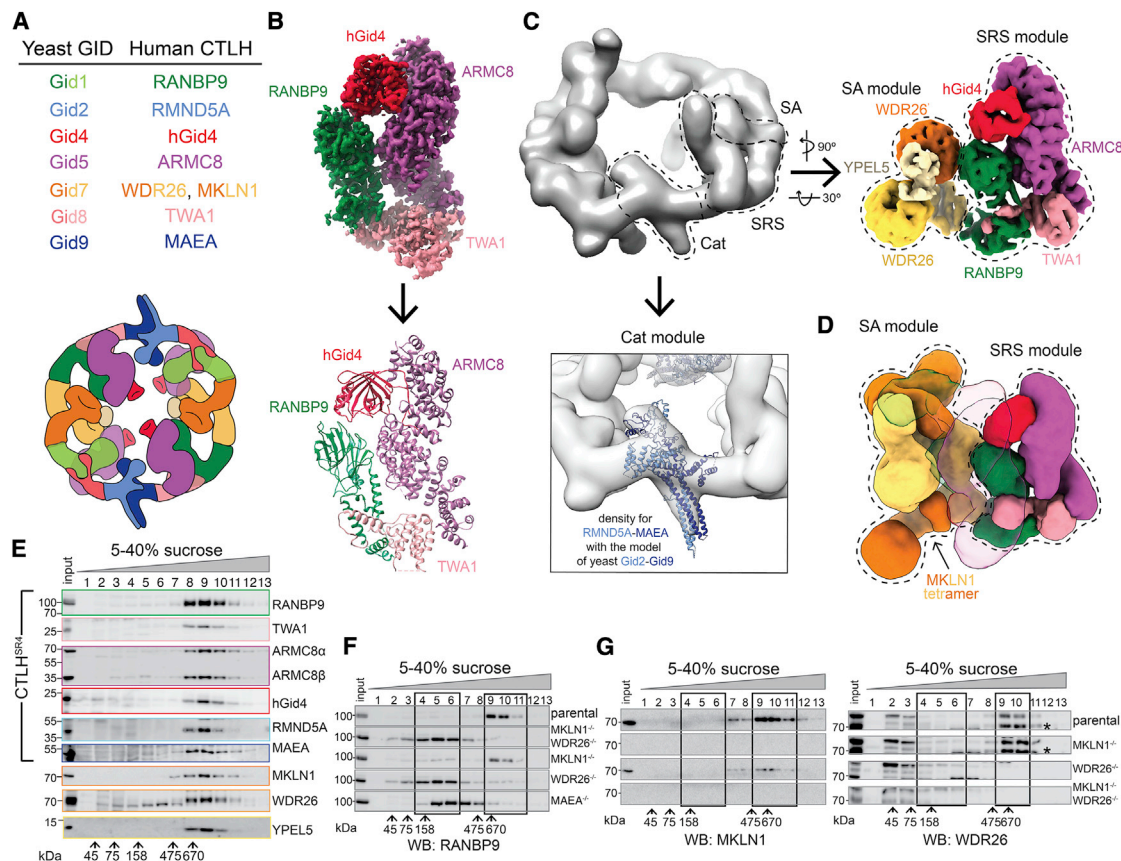 A
Yeast GID Human CTLH
Gid1 RANBP9
Gid2 RMND5A
Gid4 hGid4
Gid5 ARMC8
Gid7 WDR26, MKLN1
Gid8 TWA1
Gid9 MAEA
B
hGid4
ARMC8
RANBP9
TWA1
hGid4
ARMC8
RANBP9
TWA1
C
SA
SRS
Cat
90º
30º
SRS module
hGid4
SA module
WDR26
ARMC8
YPEL5
WDR26
RANBP9
TWA1
Cat module
density for
RMND5A-MAEA
with the model
of yeast Gid2-Gid9
D
SA module
SRS module
MKLN1
tetramer
E
5-40% sucrose
input 1 2 3 4 5 6 7 8 9 10 11 12 13
CTLHSR4
100
70
RANBP9
25
TWA1
70
ARMC8α
55
35
ARMC8β
25
hGid4
55
35
RMND5A
55
MAEA
70
MKLN1
70
WDR26
15
YPEL5
kDa
45 75 158 475 670
F
5-40% sucrose
input 1 2 3 4 5 6 7 8 9 10 11 12 13
100 parental
100 MKLN1-/-
WDR26-/-
100 MKLN1-/-
100 WDR26-/-
100 MAEA-/-
kDa 45 75 158 475 670
WB: RANBP9
G
5-40% sucrose
input 1 2 3 4 5 6 7 8 9 10 11 12 13
70
45 75 158 475 670
WB: MKLN1
5-40% sucrose
input 1 2 3 4 5 6 7 8 9 10 11 12 13
70 * parental
70 * MKLN1-/-
70 WDR26-/-
70 MKLN1-/-
WDR26-/-
45 75 158 475 670 kDa
WB: WDR26